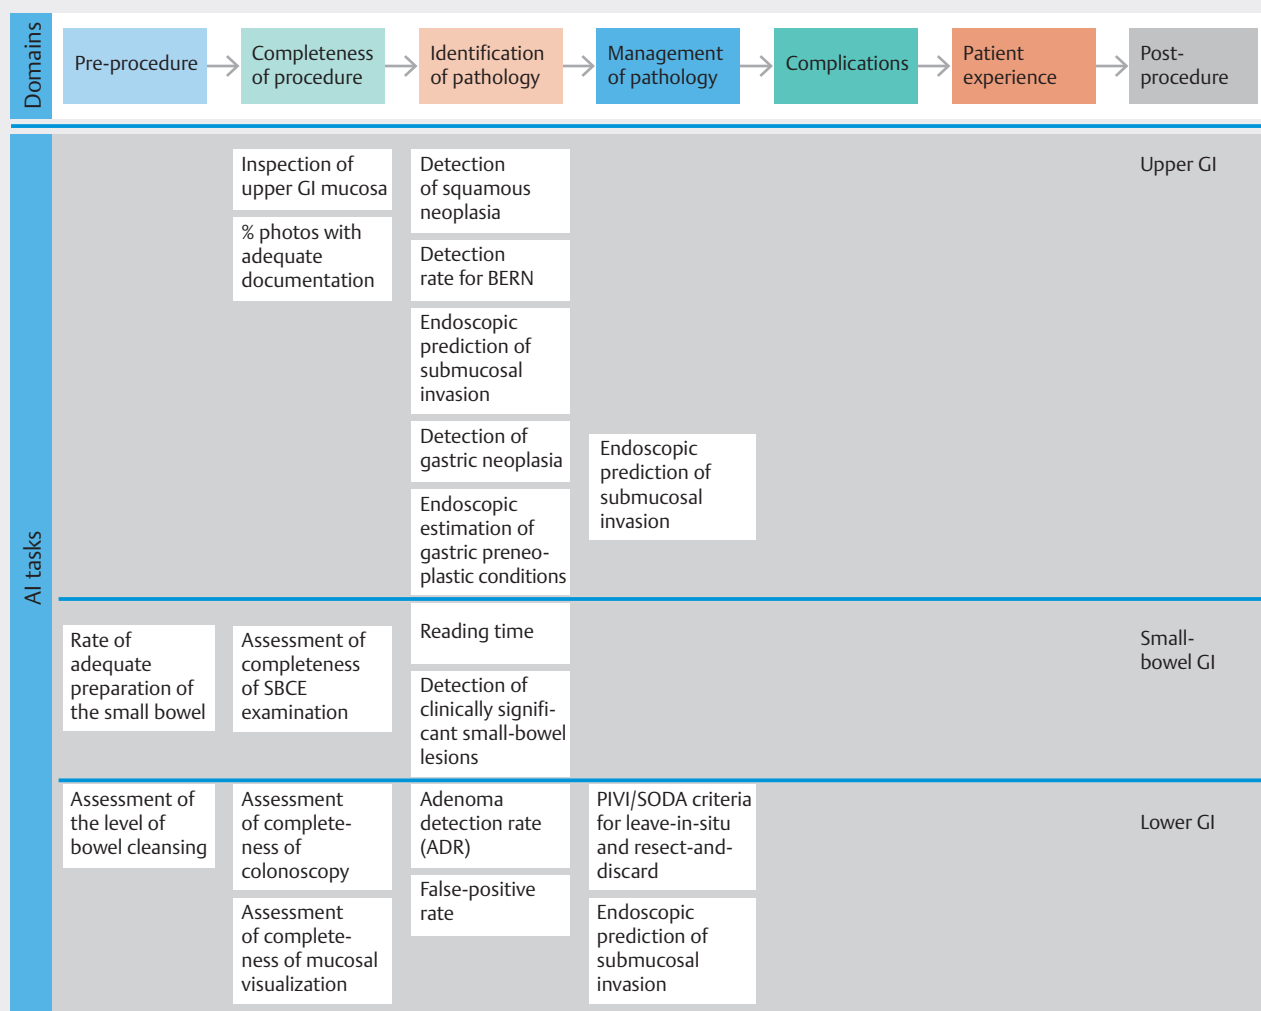 Domains
Pre-procedure
Completeness
of procedure
Identification
of pathology
Management
of pathology
Complications
Patient
experience
Post-
procedure
AI tasks
Inspection of
upper GI mucosa
% photos with
adequate
documentation
Detection
of squamous
neoplasia
Detection
rate for BERN
Endoscopic
prediction of
submucosal
invasion
Detection of
gastric neoplasia
Endoscopic
estimation of
gastric preneo-
plastic conditions
Endoscopic
prediction of
submucosal
invasion
Upper GI
Rate of
adequate
preparation of
the small bowel
Assessment of
completeness
of SBCE
examination
Reading time
Detection of
clinically signifi-
cant small-bowel
lesions
Small-
bowel GI
Assessment of
the level of
bowel cleansing
Assessment
of complete-
ness of
colonoscopy
Assessment
of complete-
ness of mucosal
visualization
Adenoma
detection rate
(ADR)
False-positive
rate
PIVI/SODA criteria
for leave-in-situ
and resect-and-
discard
Endoscopic
prediction of
submucosal
invasion
Lower GI